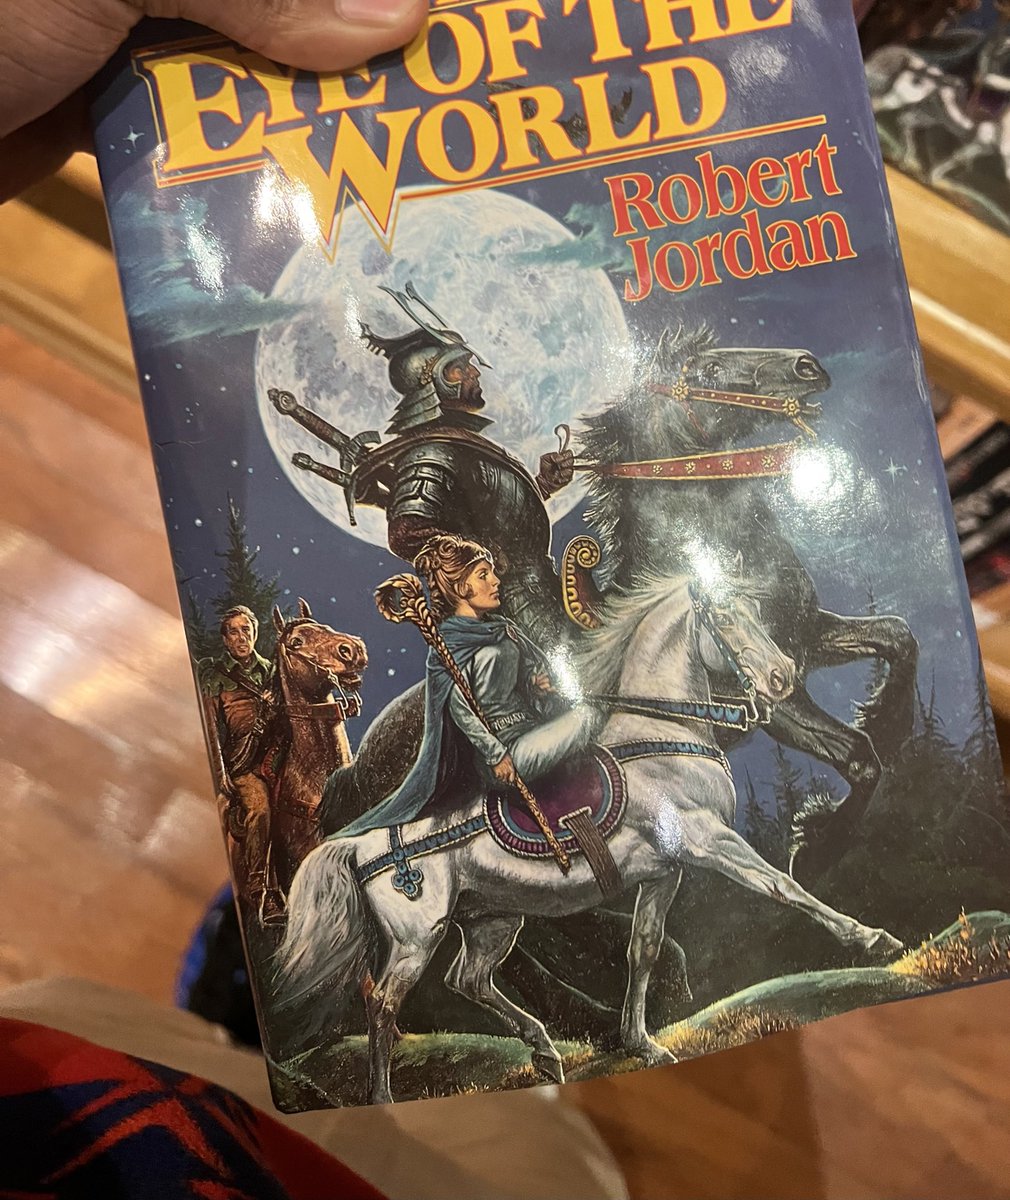 EYE OF THE
WORLD
Robert
Jordan